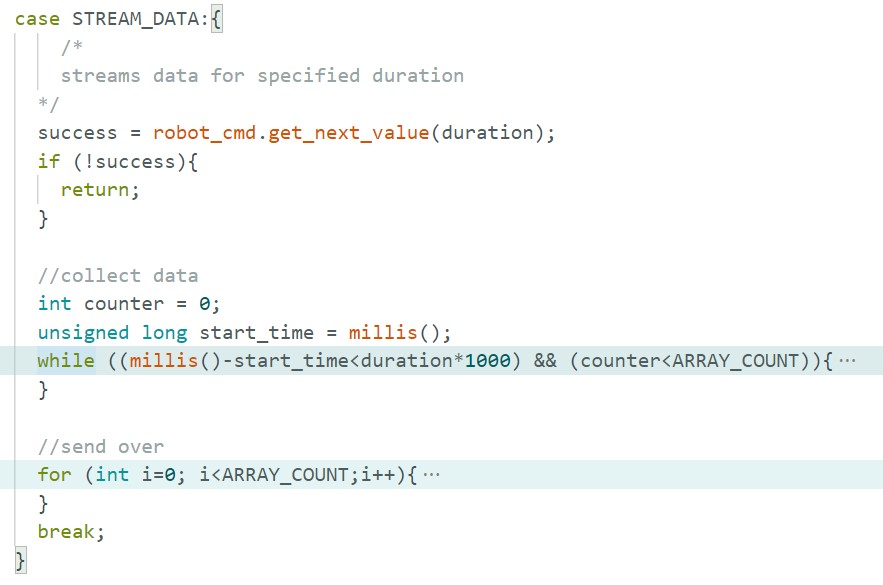 case STREAM_DATA:{
/*
streams data for specified duration
*/
success = robot_cmd.get_next_value(duration);
if (!success){
return;
}
//collect data
int counter = 0;
unsigned long start_time = millis();
while ((millis()-start_time<duration*1000) && (counter<ARRAY_COUNT)){···
}
//send over
for (int i=0; i<ARRAY_COUNT;i++){···
}
break;
}